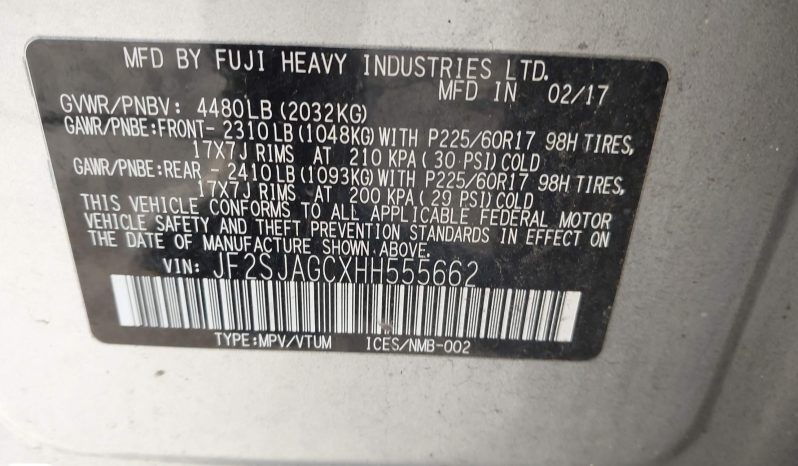 MFD BY FUJI HEAVY INDUSTRIES LTD.
MFD IN 02/17
GVWR/PNBV: 4480LB (2032KG)
GAWR/PNBE:FRONT- 2310 LB (1048KG) WITH P225/60R17 98H TIRES,
17X7J RIMS AT 210 KPA ( 30 PSI) COLD
GAWR/PNBE:REAR - 2410 LB (1093KG) WITH P225/60R17 98H TIRES,
17X7J RIMS AT 200 KPA ( 29 PSI) COLD
THIS VEHICLE CONFORMS TO ALL APPLICABLE FEDERAL MOTOR
VEHICLE SAFETY AND THEFT PREVENTION STANDARDS IN EFFECT ON
THE DATE OF MANUFACTURE SHOWN ABOVE.
VIN: JF2SJAGCXHH555662
TYPE:MPV/VTUM ICES/NMB-002